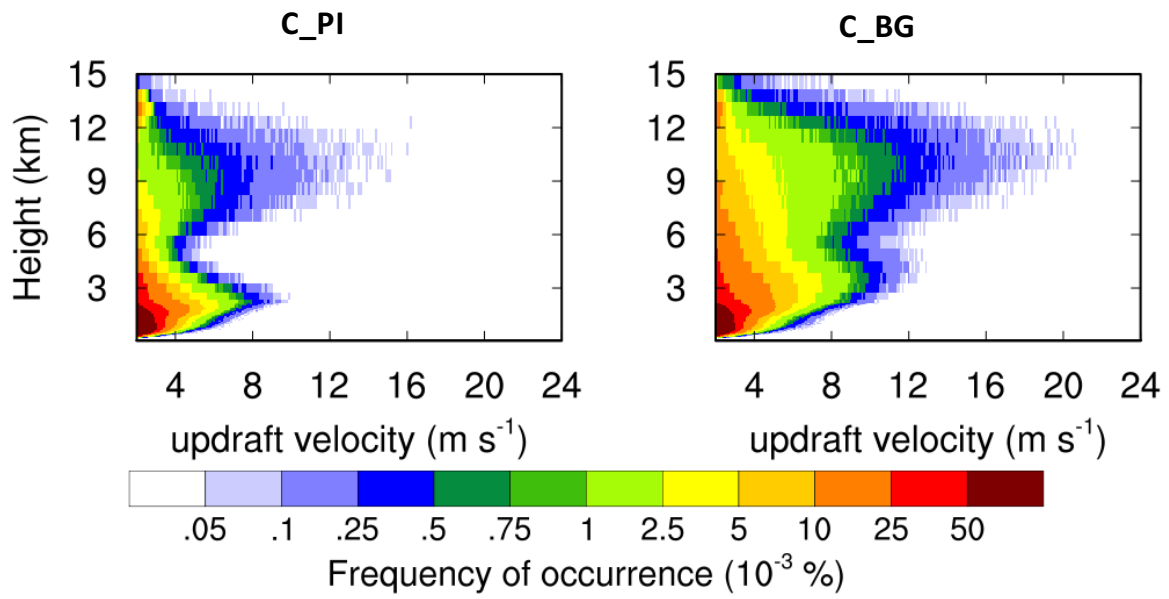 C_PI
C_BG
Height (km)
15
12
9
6
3
15
12
9
6
3
4 8 12 16 20 24
4 8 12 16 20 24
updraft velocity (m s-1)
updraft velocity (m s-1)
.05 .1 .25 .5 .75 1 2.5 5 10 25 50
Frequency of occurrence (10-3 %)